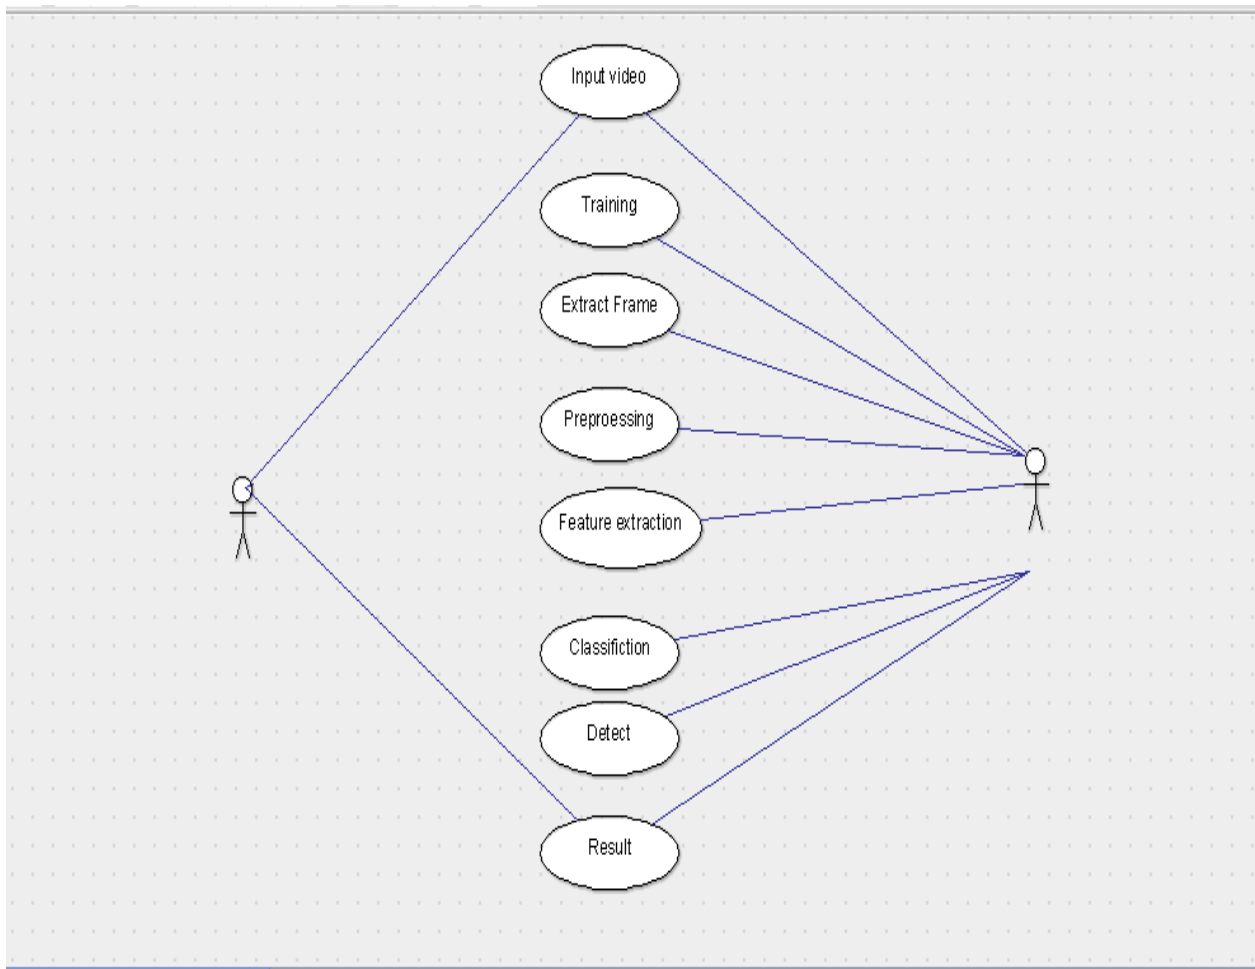 Input video
Training
Extract Frame
Preproessing
Feature extraction
Classifiction
Detect
Result